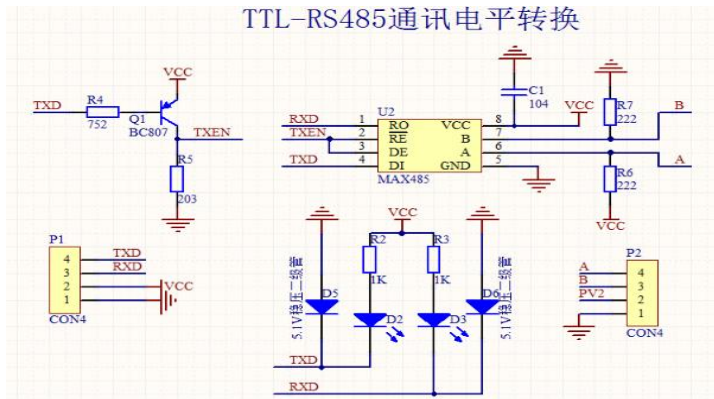 TTL-RS485通讯电平转换
VCC
TXD
R4
752
Q1
BC807
TXEN
R5
203
C1
104
VCC
R7
222
B
U2
RXD 1 RO VCC 8
TXEN 2 RE B 7
3 DE A 6
TXD 4 DI GND 5
MAX485
A
R6
222
VCC
P1
4 TXD
3 RXD
2 VCC
1
CON4
VCC
R2
R3
1K
1K
5.1V稳压二级管
D5
D2
D3
D6
5.1V稳压二级管
TXD
RXD
P2
A 4
B 3
PV2 2
1
CON4